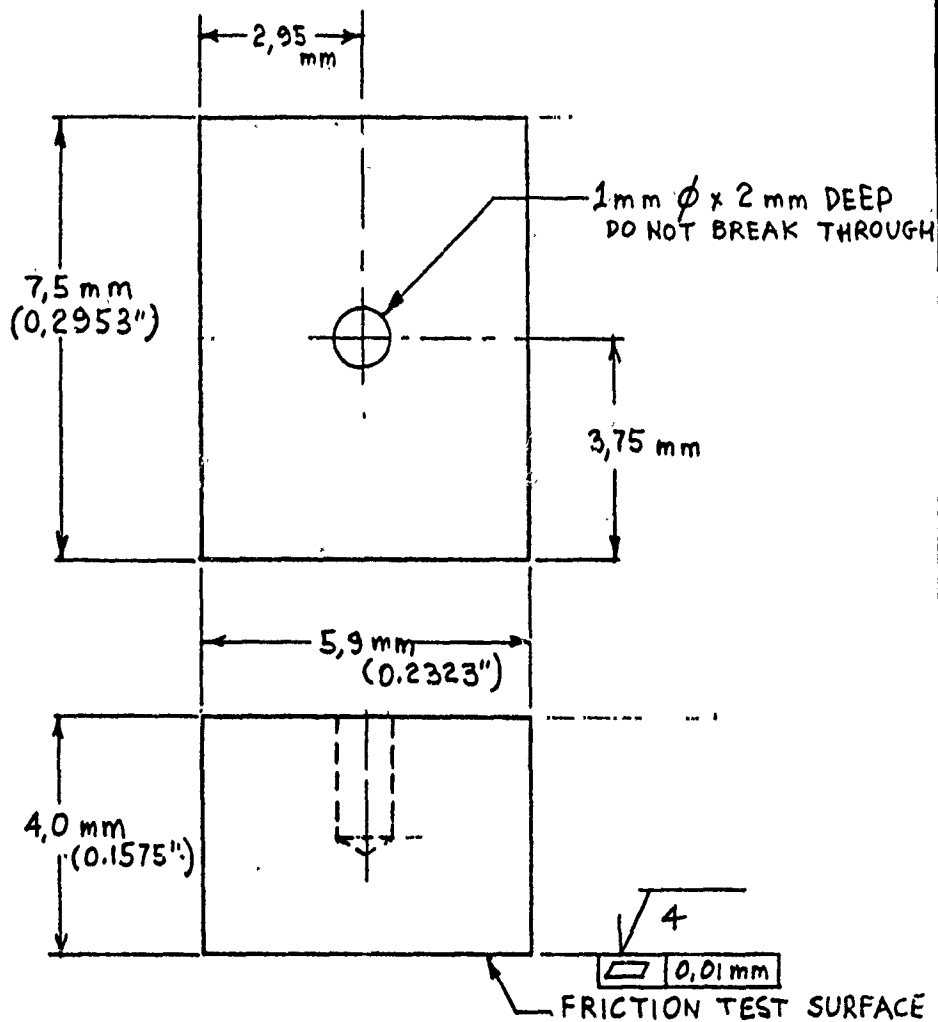 2,95
mm
1mm ϕ x 2 mm DEEP
DO NOT BREAK THROUGH
7,5 mm
(0,2953")
3,75 mm
5,9 mm
(0.2323")
4,0 mm
(0.1575")
4
0,01 mm
FRICTION TEST SURFACE